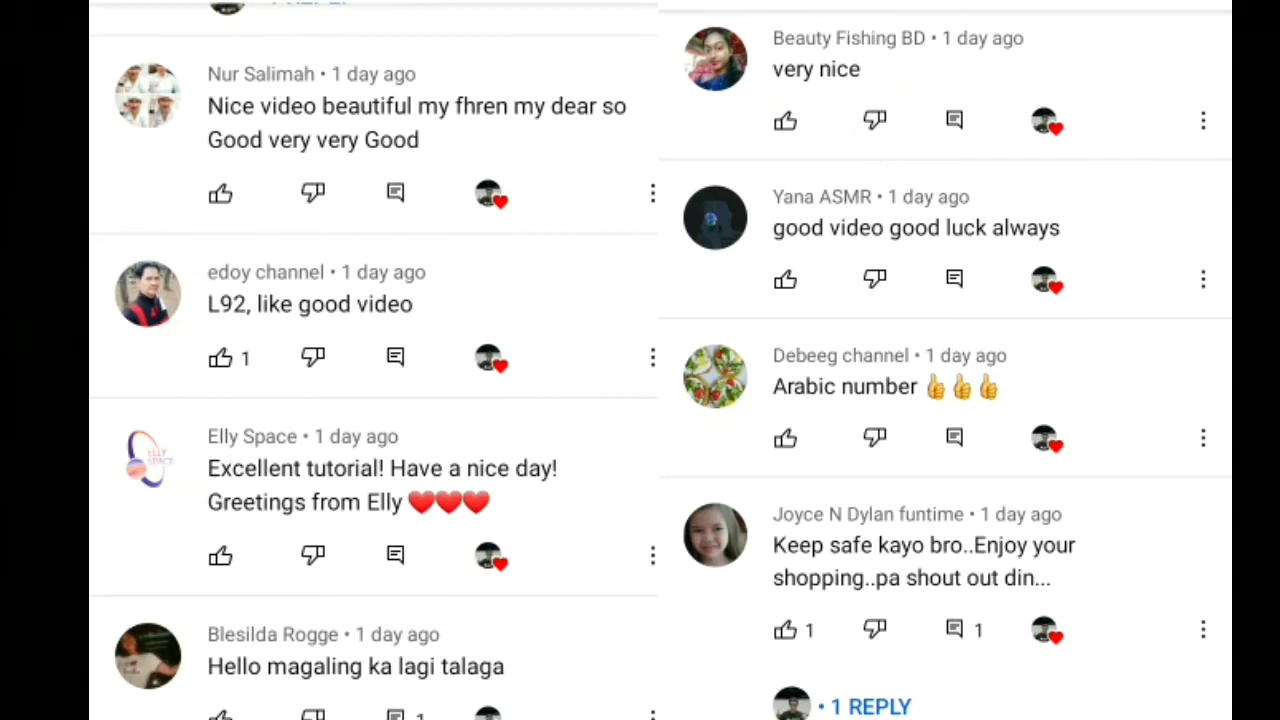 Nur Salimah • 1 day ago
Nice video beautiful my fhren my dear so
Good very very Good
edoy channel • 1 day ago
L92, like good video
1
Elly Space • 1 day ago
Excellent tutorial! Have a nice day!
Greetings from Elly ❤️❤️❤️
Blesilda Rogge • 1 day ago
Hello magaling ka lagi talaga
1
Beauty Fishing BD • 1 day ago
very nice
Yana ASMR • 1 day ago
good video good luck always
Debeeg channel • 1 day ago
Arabic number 👍👍👍
Joyce N Dylan funtime • 1 day ago
Keep safe kayo bro..Enjoy your
shopping..pa shout out din...
1 1
• 1 REPLY